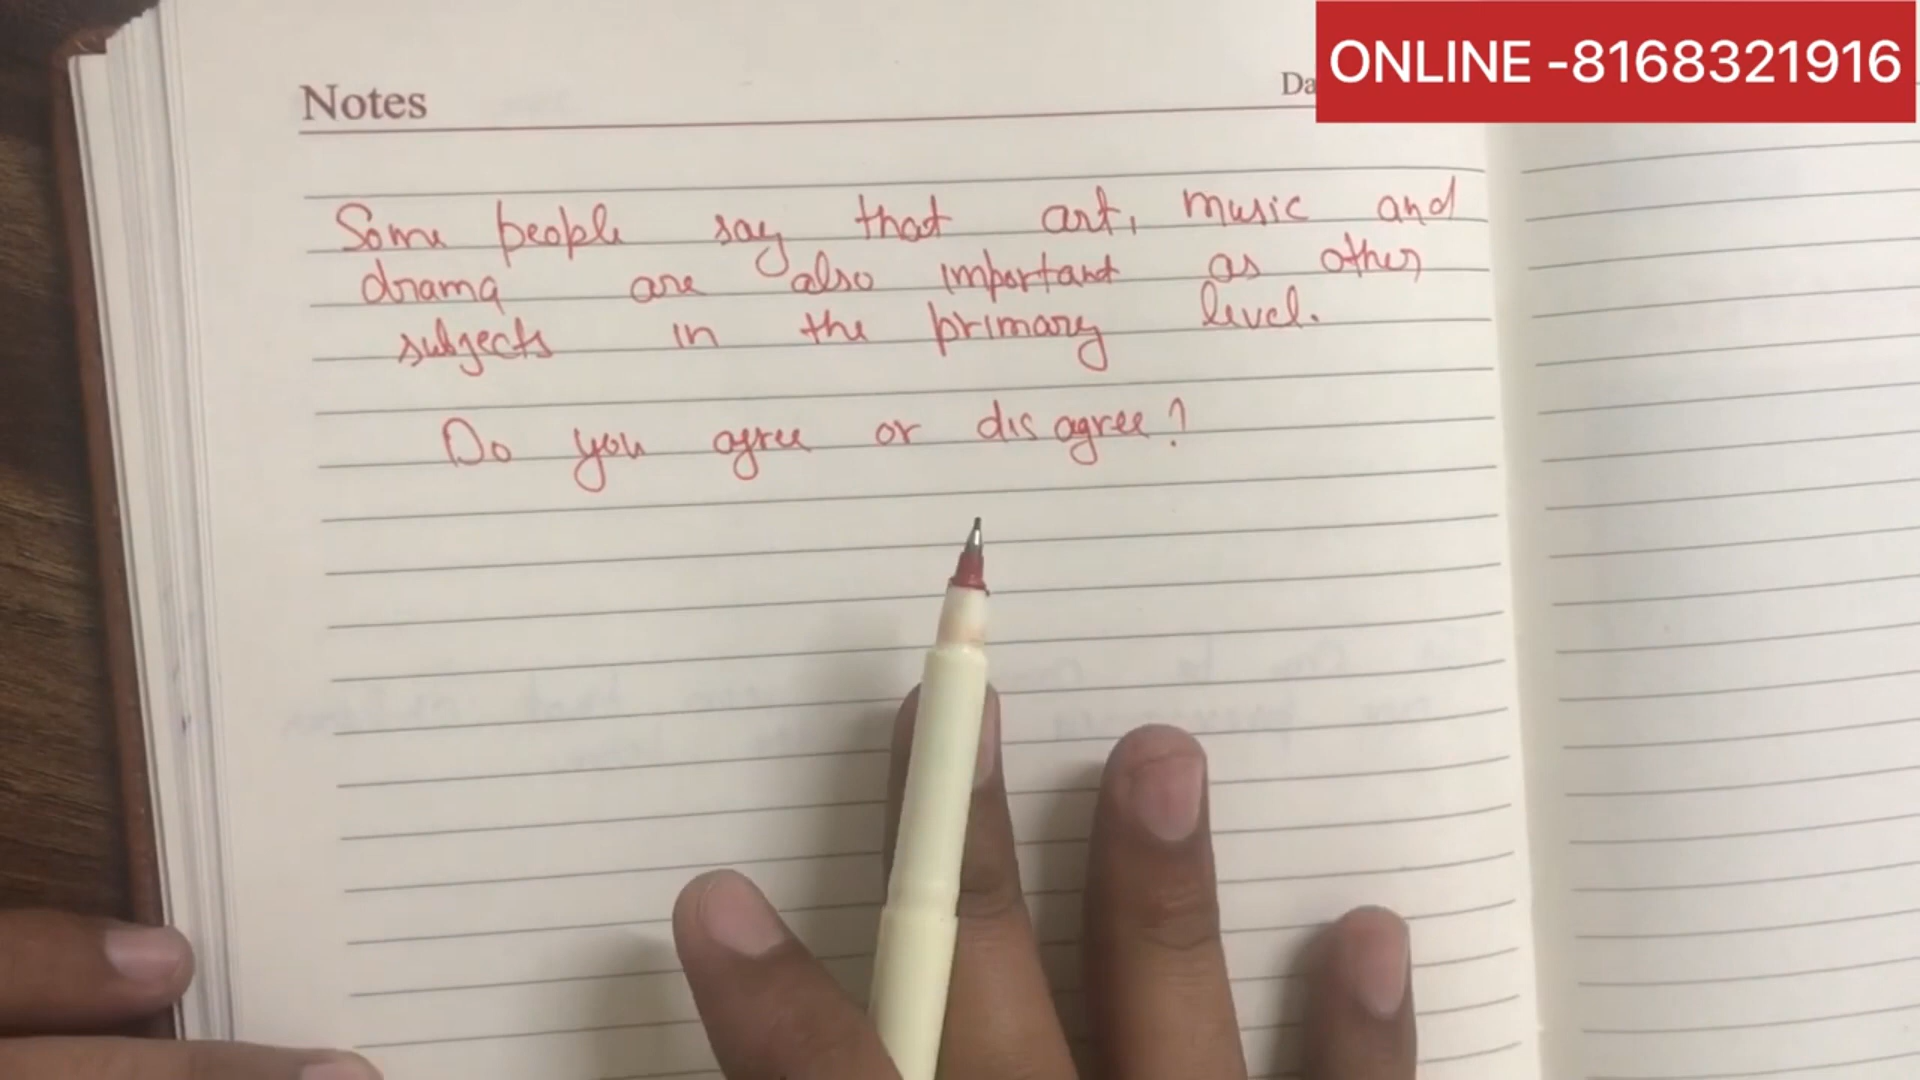 ONLINE -8168321916
Notes
Da
Some people say that art, music and
drama are also important as other
subjects in the primary level.
Do you agree or disagree?